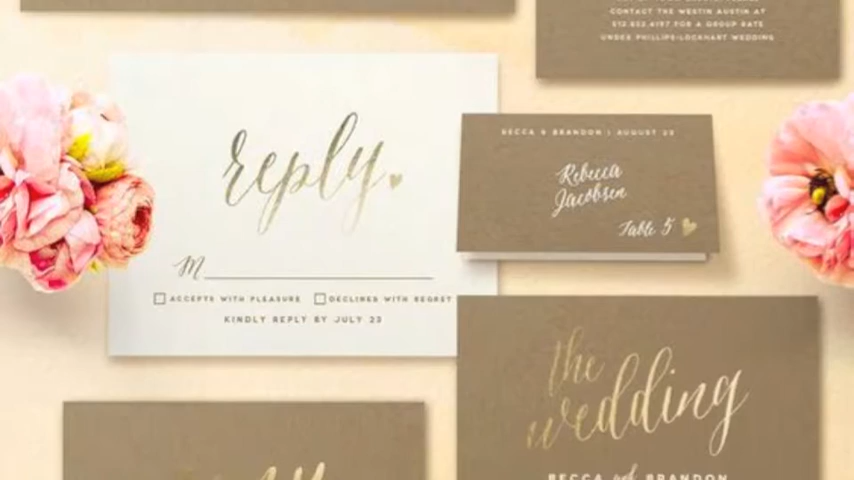 CONTACT THE WESTIN AUSTIN AT
512.832.4197 FOR A GROUP RATE
UNDER PHILLIPS-LOCKHART WEDDING
reply
M
ACCEPTS WITH PLEASURE DECLINES WITH REGRET
KINDLY REPLY BY JULY 23
BECCA & BRANDON | AUGUST 23
Rebecca
Jacobsen
Table 5
the
wedding
BECCA and BRANDON